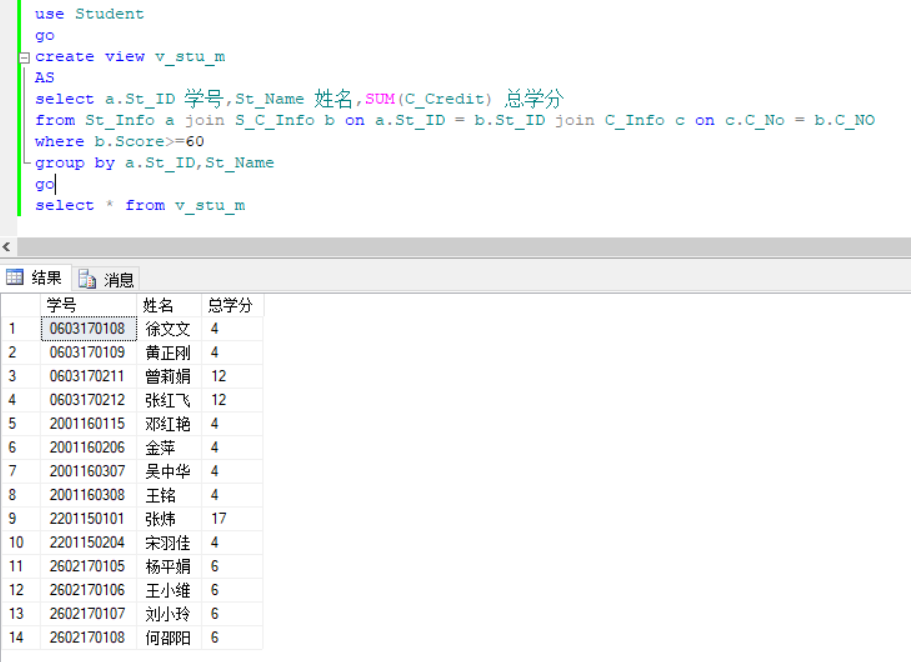 use Student
go
create view v_stu_m
AS
select a.St_ID 学号,St_Name 姓名,SUM(C_Credit) 总学分
from St_Info a join S_C_Info b on a.St_ID = b.St_ID join C_Info c on c.C_No = b.C_NO
where b.Score>=60
group by a.St_ID,St_Name
go
select * from v_stu_m
结果 消息
学号 姓名 总学分
1 0603170108 徐文文 4
2 0603170109 黄正刚 4
3 0603170211 曾莉娟 12
4 0603170212 张红飞 12
5 2001160115 邓红艳 4
6 2001160206 金萍 4
7 2001160307 吴中华 4
8 2001160308 王铭 4
9 2201150101 张炜 17
10 2201150204 宋羽佳 4
11 2602170105 杨平娟 6
12 2602170106 王小维 6
13 2602170107 刘小玲 6
14 2602170108 何邵阳 6